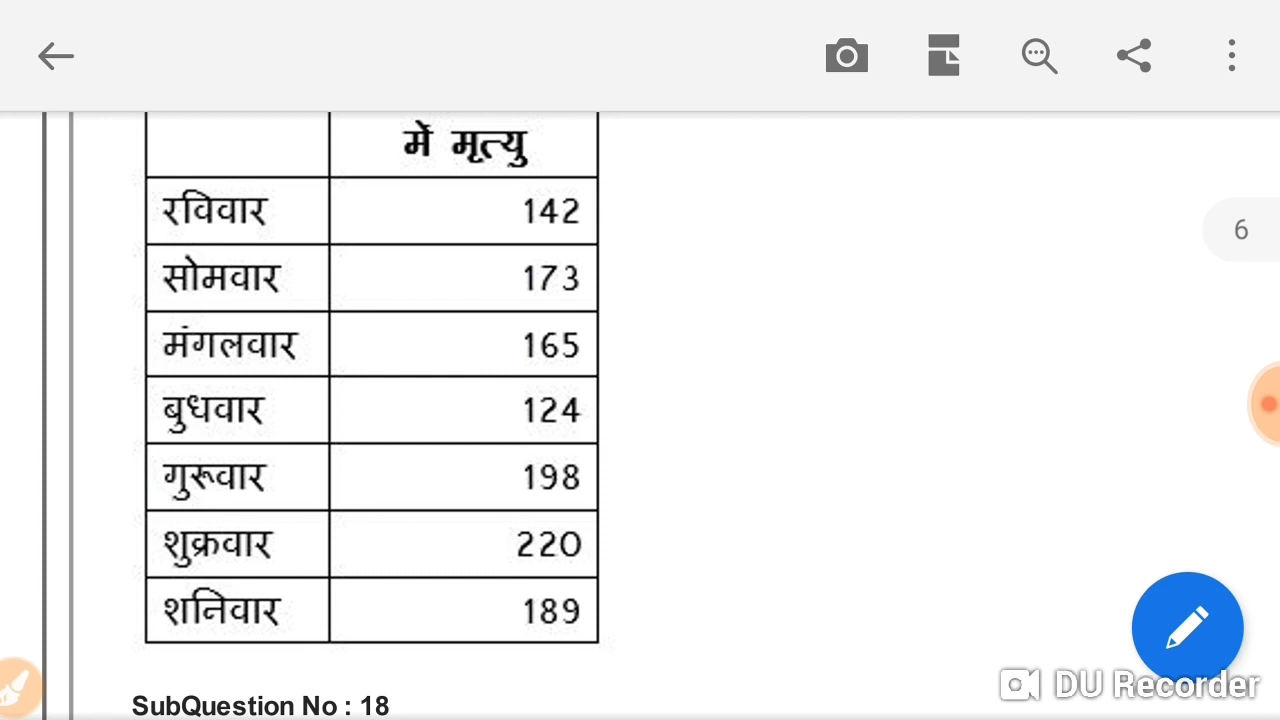 6
में मृत्यु
रविवार 142
सोमवार 173
मंगलवार 165
बुधवार 124
गुरूवार 198
शुक्रवार 220
शनिवार 189
SubQuestion No : 18
DU Recorder